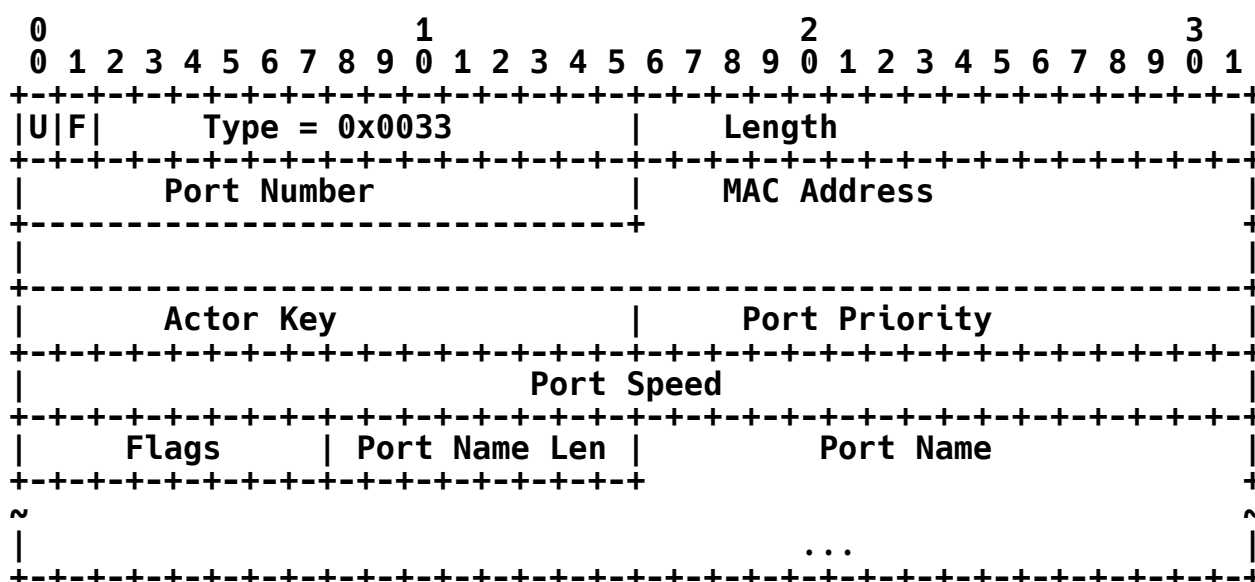 0                   1                   2                   3
0 1 2 3 4 5 6 7 8 9 0 1 2 3 4 5 6 7 8 9 0 1 2 3 4 5 6 7 8 9 0 1
+-+-+-+-+-+-+-+-+-+-+-+-+-+-+-+-+-+-+-+-+-+-+-+-+-+-+-+-+-+-+-+-+
|U|F|     Type = 0x0033         |    Length                     |
+-+-+-+-+-+-+-+-+-+-+-+-+-+-+-+-+-+-+-+-+-+-+-+-+-+-+-+-+-+-+-+-+
|       Port Number             |    MAC Address                |
+-------------------------------+                               +
|                                                               |
+---------------------------------------------------------------+
|       Actor Key               |     Port Priority             |
+-+-+-+-+-+-+-+-+-+-+-+-+-+-+-+-+-+-+-+-+-+-+-+-+-+-+-+-+-+-+-+-+
|                          Port Speed                           |
+-+-+-+-+-+-+-+-+-+-+-+-+-+-+-+-+-+-+-+-+-+-+-+-+-+-+-+-+-+-+-+-+
|     Flags     | Port Name Len |         Port Name             |
+-+-+-+-+-+-+-+-+-+-+-+-+-+-+-+-+                               +
~                                                               ~
|                                        ...                    |
+-+-+-+-+-+-+-+-+-+-+-+-+-+-+-+-+-+-+-+-+-+-+-+-+-+-+-+-+-+-+-+-+